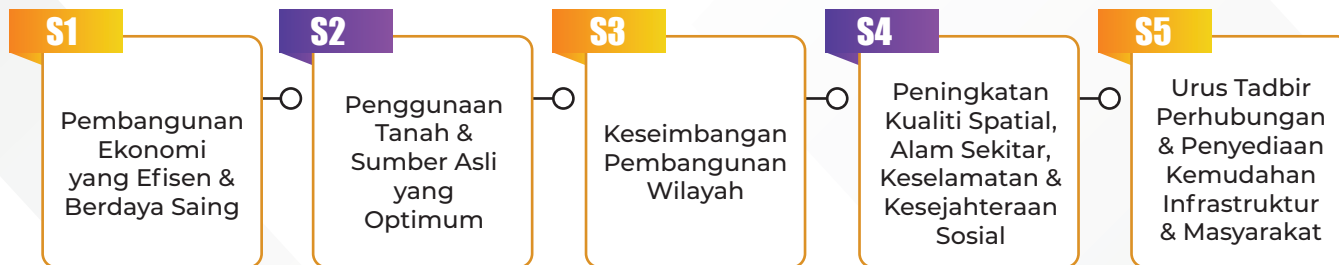 S1
Pembangunan
Ekonomi
yang Efisen &
Berdaya Saing
S2
Penggunaan
Tanah &
Sumber Asli
yang
Optimum
S3
Keseimbangan
Pembangunan
Wilayah
S4
Peningkatan
Kualiti Spatial,
Alam Sekitar,
Keselamatan &
Kesejahteraan
Sosial
S5
Urus Tadbir
Perhubungan
& Penyediaan
Kemudahan
Infrastruktur
& Masyarakat